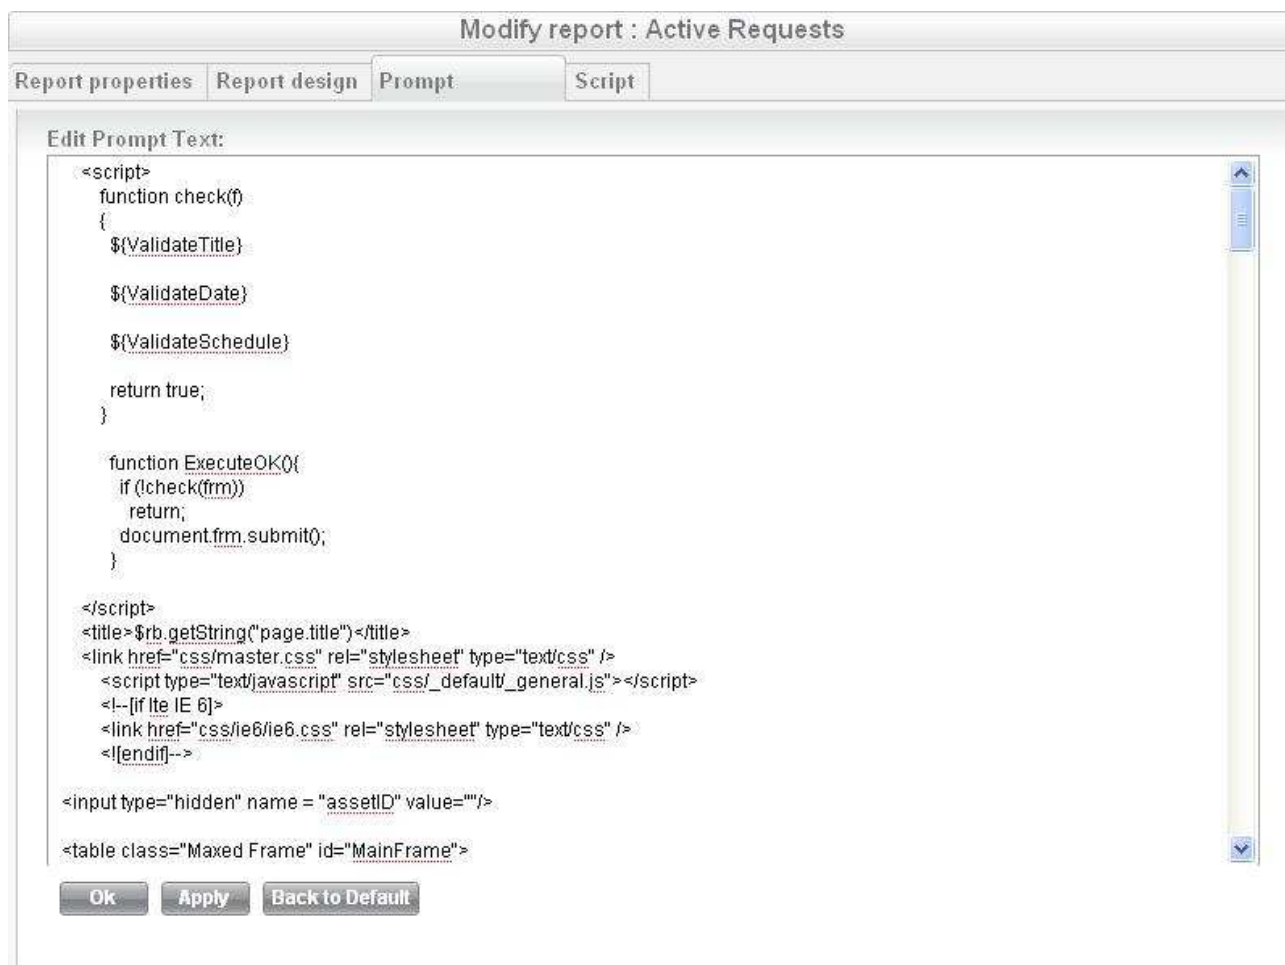 Modify report : Active Requests
Report properties
Report design
Prompt
Script
Edit Prompt Text:
<script>
function check(f)
{
${ValidateTitle}
${ValidateDate}
${ValidateSchedule}
return true;
}
function ExecuteOK(){
if (!check(frm))
return;
document.frm.submit();
}
</script>
<title>$rb.getString("page.title")</title>
<link href="css/master.css" rel="stylesheet" type="text/css" />
<script type="text/javascript" src="css/_default/_general.js"></script>
<!--[if lte IE 6]>
<link href="css/ie6/ie6.css" rel="stylesheet" type="text/css" />
<![endif]-->
<input type="hidden" name = "assetID" value=""/>
<table class="Maxed Frame" id="MainFrame">
Ok
Apply
Back to Default